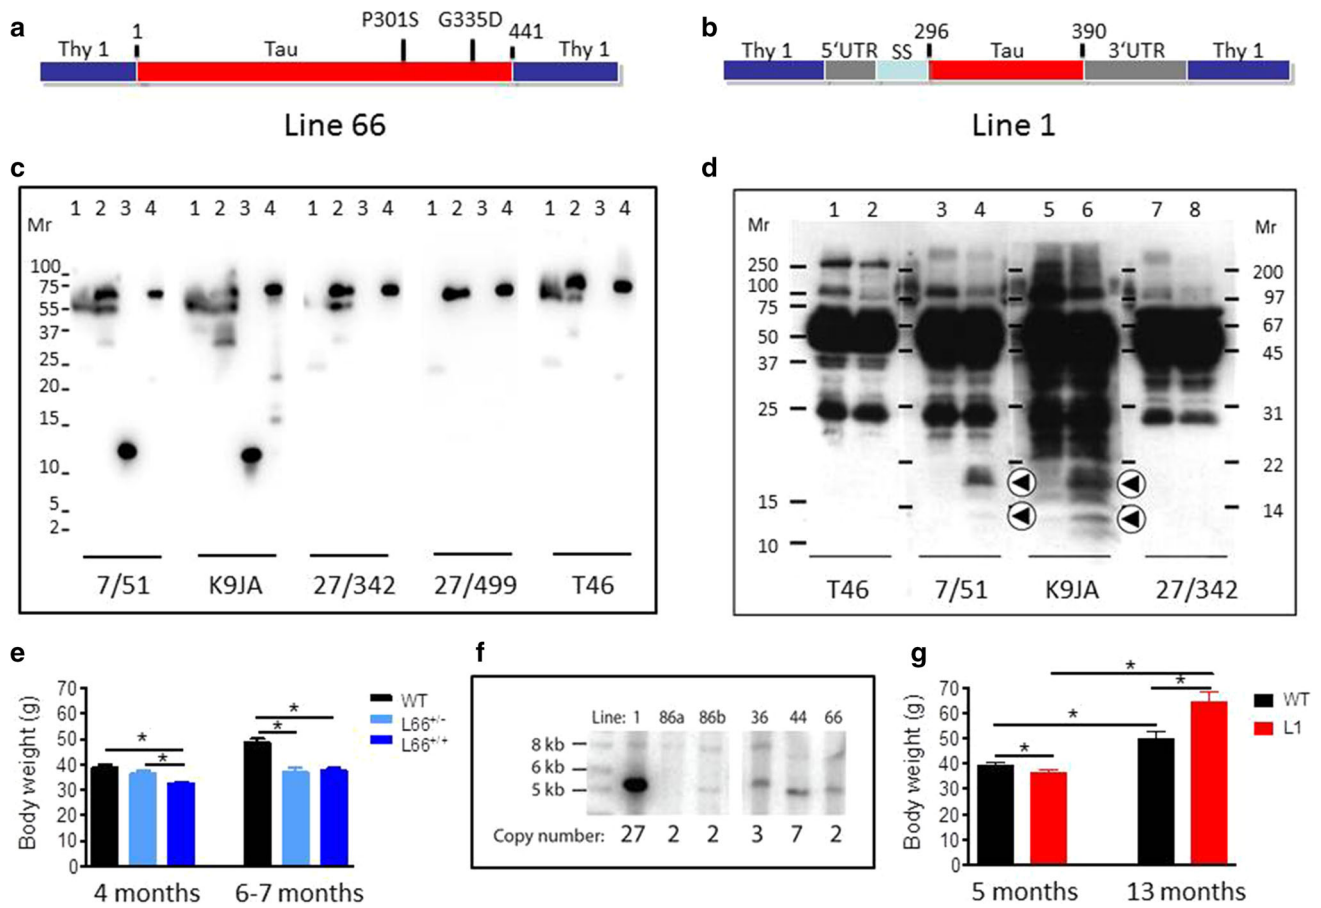 a
P301S G335D
1 441
Thy 1 Tau Thy 1
Line 66
b
296 390
Thy 1 5‘UTR SS Tau 3‘UTR Thy 1
Line 1
c
1 2 3 4 1 2 3 4 1 2 3 4 1 2 3 4 1 2 3 4
Mr
100
75
55
37
25
20
15
10
5
2
7/51 K9JA 27/342 27/499 T46
d
1 2 3 4 5 6 7 8
Mr Mr
250 200
100 97
75
67
50
45
37
25 31
22
15 14
10
T46 7/51 K9JA 27/342
e
Body weight (g)
70
60
50
40
30
20
10
0
* * * *
4 months 6-7 months
WT
L66+/-
L66+/+
f
Line: 1 86a 86b 36 44 66
8 kb
6 kb
5 kb
Copy number: 27 2 2 3 7 2
g
Body weight (g)
70
60
50
40
30
20
10
0
* * * *
5 months 13 months
WT
L1